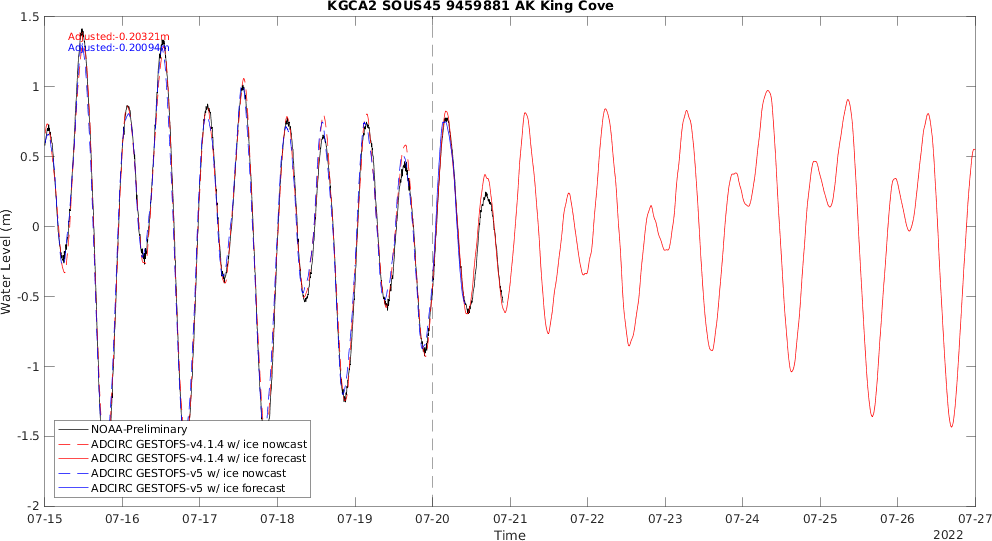 KGCA2 SOUS45 9459881 AK King Cove
Adjusted:-0.20321m
Adjusted:-0.20094m
1.5
1
0.5
0
-0.5
-1
-1.5
-2
Water Level (m)
NOAA-Preliminary
ADCIRC GESTOFS-v4.1.4 w/ ice nowcast
ADCIRC GESTOFS-v4.1.4 w/ ice forecast
ADCIRC GESTOFS-v5 w/ ice nowcast
ADCIRC GESTOFS-v5 w/ ice forecast
07-15 07-16 07-17 07-18 07-19 07-20 07-21 07-22 07-23 07-24 07-25 07-26 07-27
Time
2022